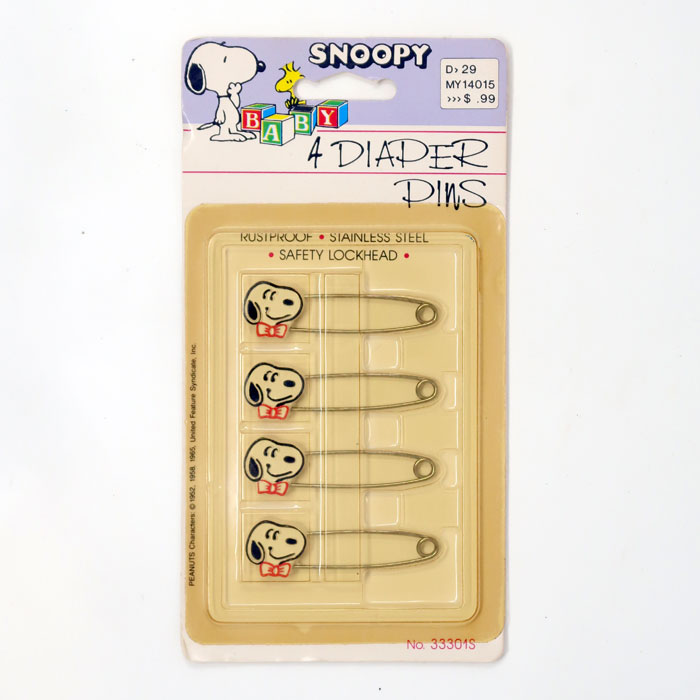 SNOOPY
D> 29
MY14015
>>> $ .99
BABY
4 DIAPER
PINS
RUSTPROOF • STAINLESS STEEL
• SAFETY LOCKHEAD •
PEANUTS Characters: © 1952, 1958, 1965, United Feature Syndicate, Inc.
No. 33301S